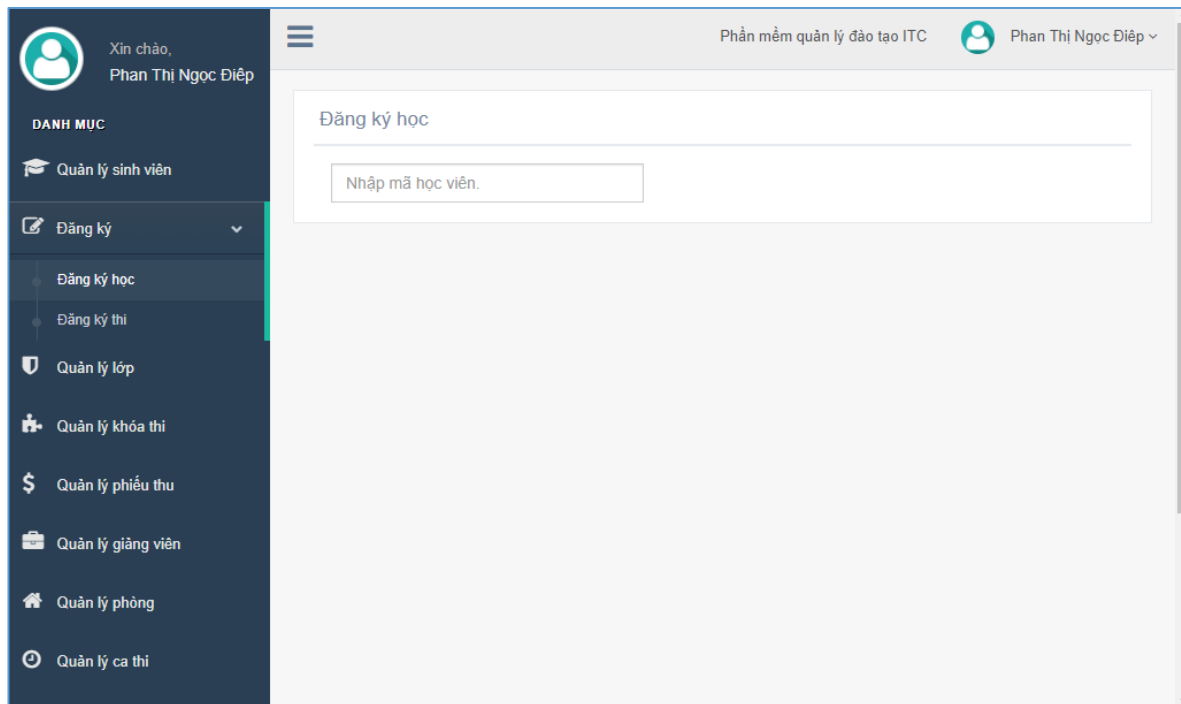 Xin chào,
Phan Thị Ngọc Điêp
DANH MỤC
Quản lý sinh viên
Đăng ký
Đăng ký học
Đăng ký thi
Quản lý lớp
Quản lý khóa thi
Quản lý phiếu thu
Quản lý giảng viên
Quản lý phòng
Quản lý ca thi
Phần mềm quản lý đào tạo ITC
Phan Thị Ngọc Điêp
Đăng ký học
Nhập mã học viên.